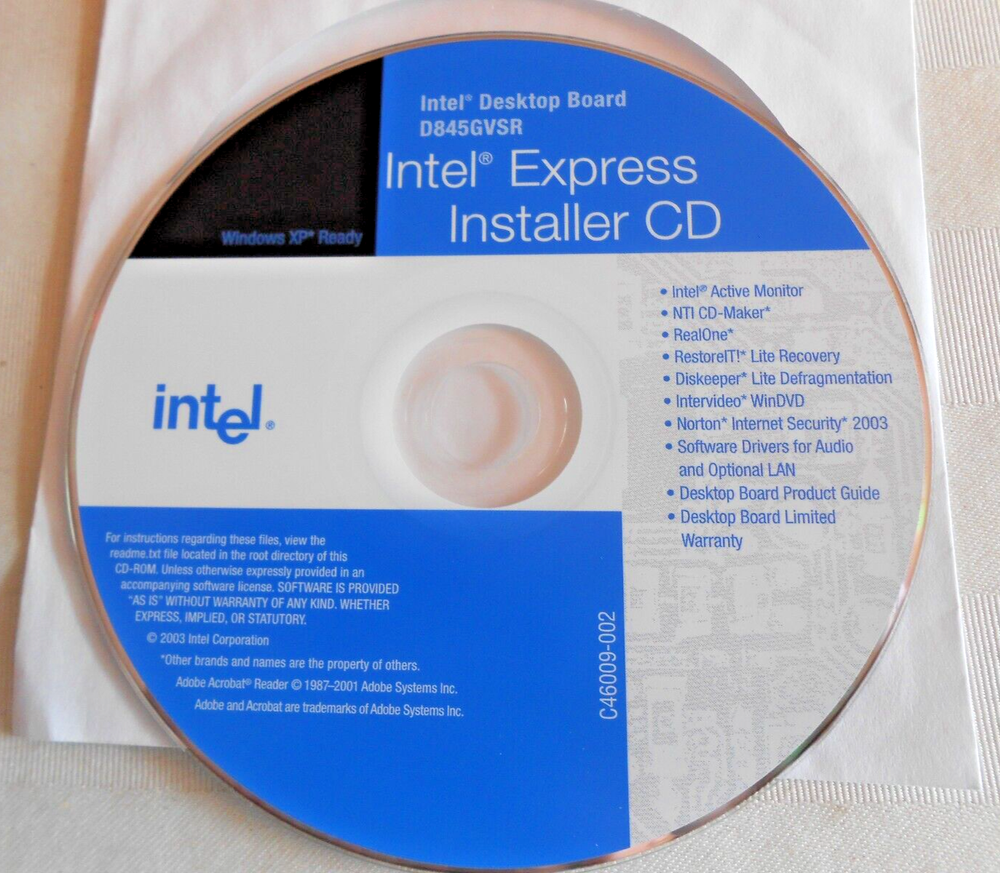 Intel® Desktop Board
D845GVSR
Intel® Express
Installer CD
Windows XP* Ready
• Intel® Active Monitor
• NTI CD-Maker*
• RealOne*
• RestoreIT!* Lite Recovery
• Diskeeper* Lite Defragmentation
• Intervideo* WinDVD
• Norton* Internet Security* 2003
• Software Drivers for Audio
and Optional LAN
• Desktop Board Product Guide
• Desktop Board Limited
Warranty
intel®
For instructions regarding these files, view the
readme.txt file located in the root directory of this
CD-ROM. Unless otherwise expressly provided in an
accompanying software license. SOFTWARE IS PROVIDED
"AS IS" WITHOUT WARRANTY OF ANY KIND. WHETHER
EXPRESS, IMPLIED, OR STATUTORY.
© 2003 Intel Corporation
*Other brands and names are the property of others.
Adobe Acrobat® Reader © 1987–2001 Adobe Systems Inc.
Adobe and Acrobat are trademarks of Adobe Systems Inc.
C46009-002